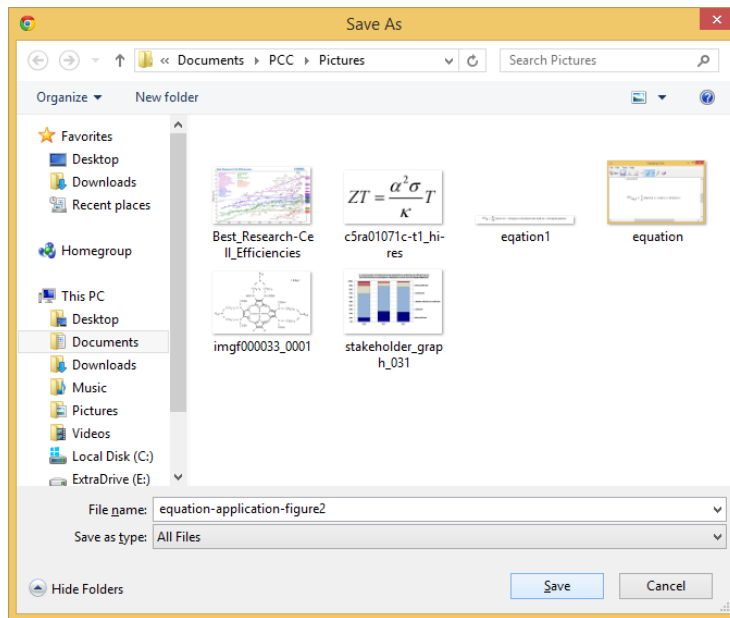 Save As
« Documents PCC Pictures
Search Pictures
Organize
New folder
Favorites
Desktop
Downloads
Recent places
Homegroup
This PC
Desktop
Documents
Downloads
Music
Pictures
Videos
Local Disk (C:)
ExtraDrive (E:)
Best_Research-Ce
ll_Efficiencies
ZT = α²σ/κ T
c5ra01071c-t1_hi-
res
eqation1
equation
imgf000033_0001
stakeholder_grap
h_031
File name: equation-application-figure2
Save as type: All Files
Hide Folders
Save
Cancel